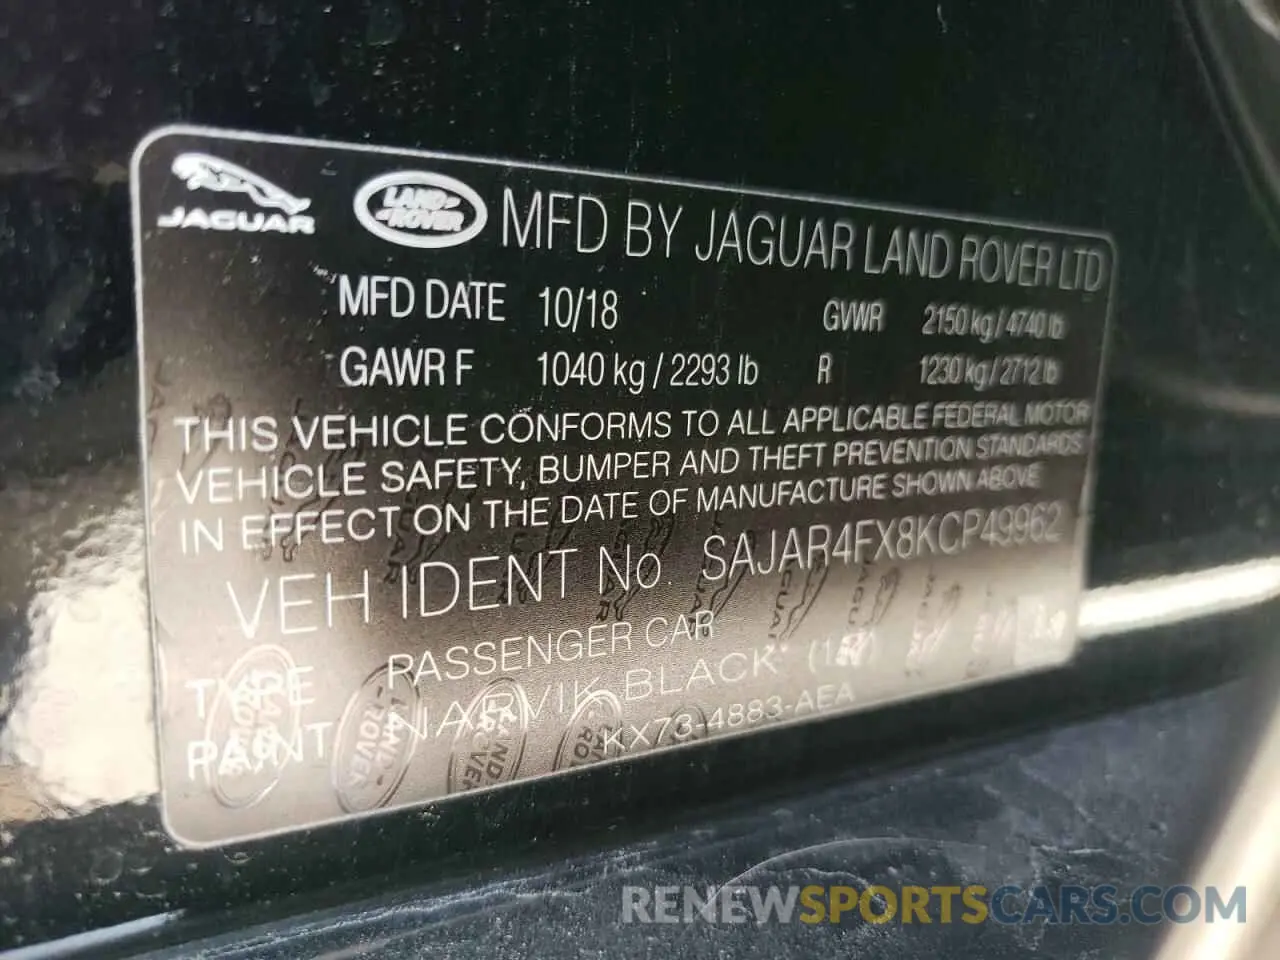 JAGUAR LAND-ROVER MFD BY JAGUAR LAND ROVER LTD
MFD DATE 10/18 GVWR 2150 kg / 4740 lb
GAWR F 1040 kg / 2293 lb R 1230 kg / 2712 lb
THIS VEHICLE CONFORMS TO ALL APPLICABLE FEDERAL MOTOR
VEHICLE SAFETY, BUMPER AND THEFT PREVENTION STANDARDS
IN EFFECT ON THE DATE OF MANUFACTURE SHOWN ABOVE
VEH IDENT No. SAJAR4FX8KCP49962
TYPE PASSENGER CAR
PAINT NARVIK BLACK
KX73-4883-AEA
RENEWSPORTSCARS.COM